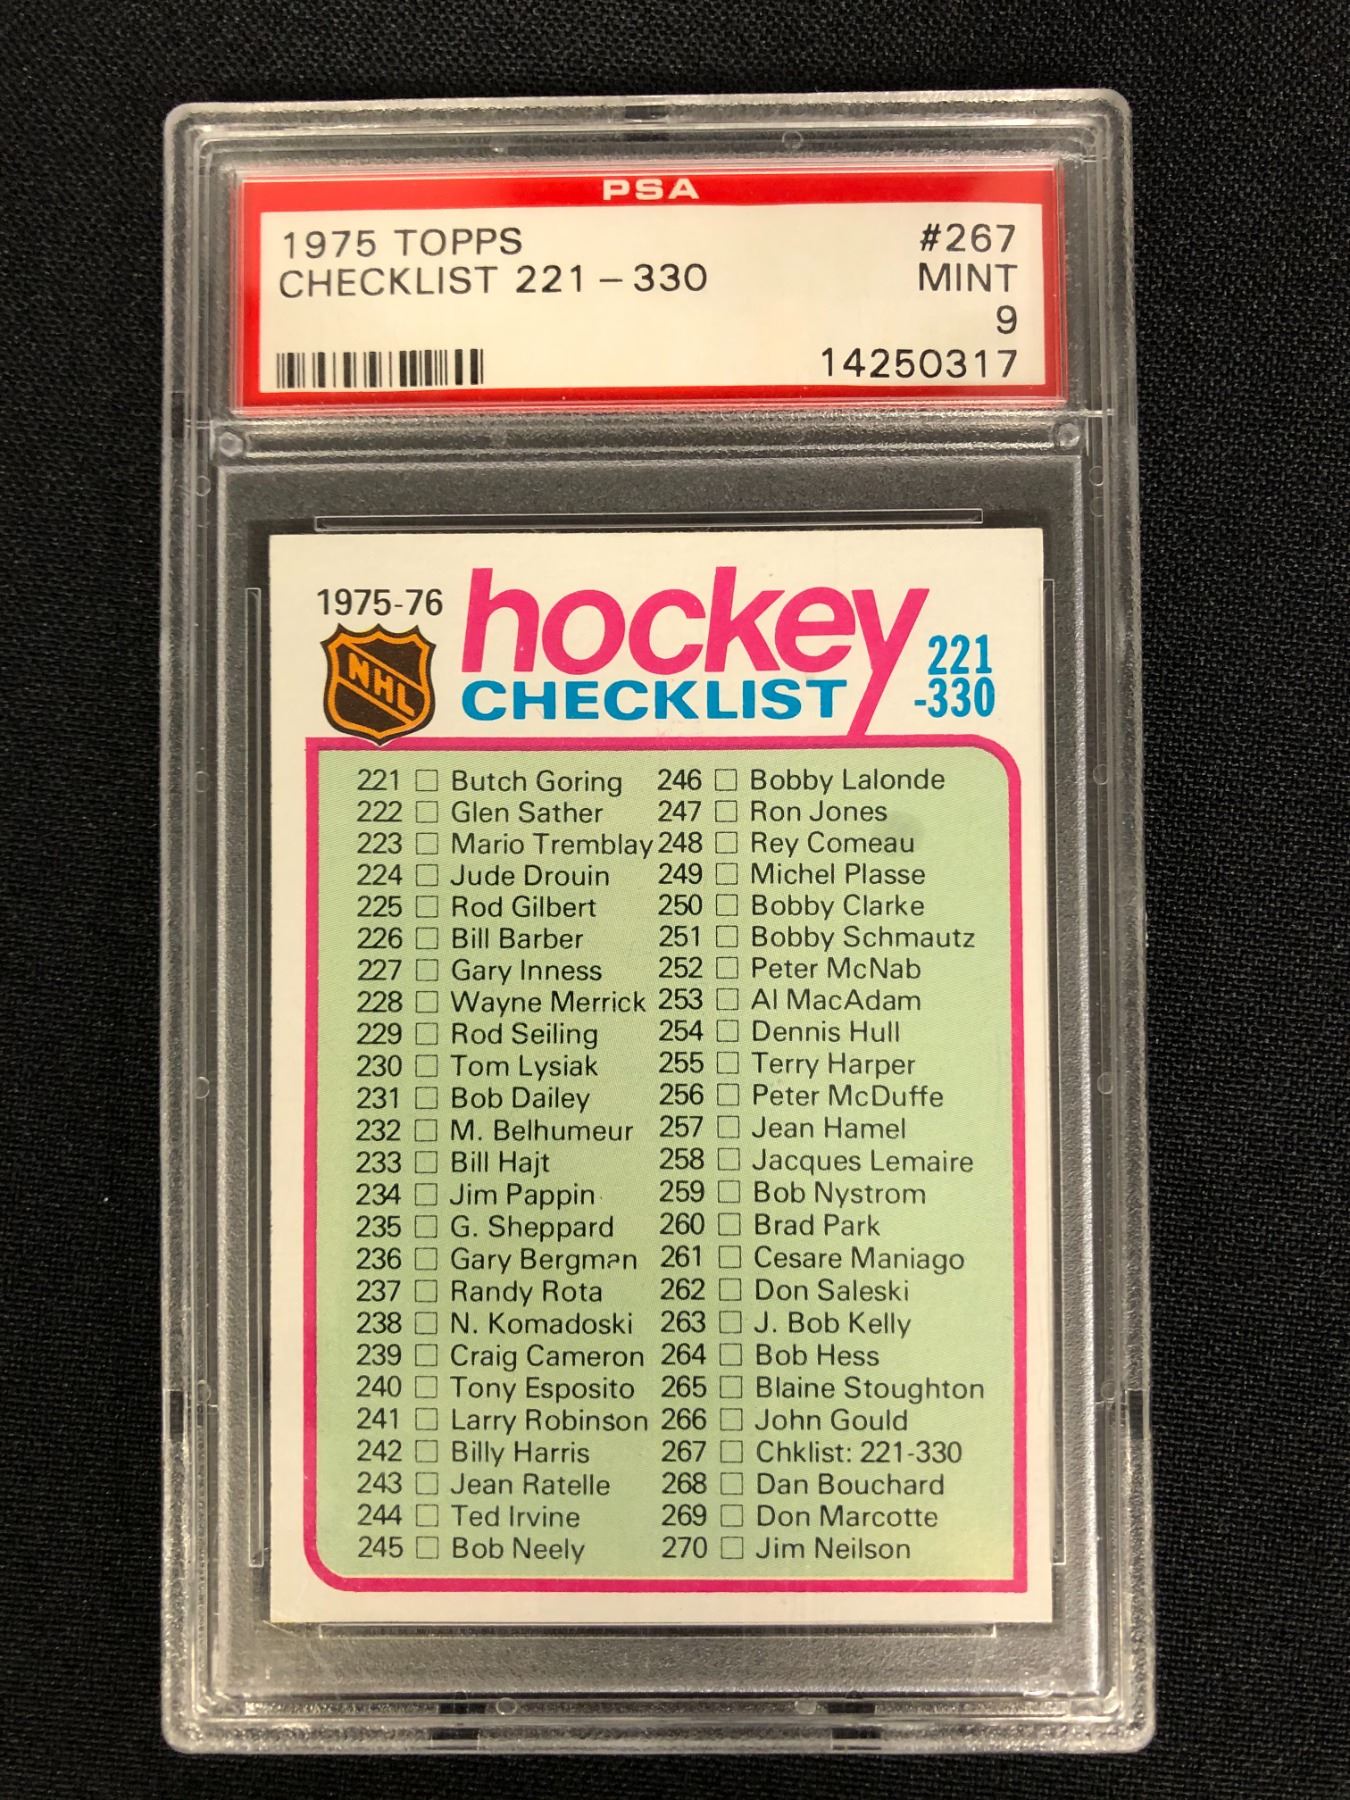 PSA
1975 TOPPS #267
CHECKLIST 221 – 330 MINT
9
14250317
1975-76 hockey
NHL
CHECKLIST 221
-330
221 Butch Goring
222 Glen Sather
223 Mario Tremblay
224 Jude Drouin
225 Rod Gilbert
226 Bill Barber
227 Gary Inness
228 Wayne Merrick
229 Rod Seiling
230 Tom Lysiak
231 Bob Dailey
232 M. Belhumeur
233 Bill Hajt
234 Jim Pappin
235 G. Sheppard
236 Gary Bergman
237 Randy Rota
238 N. Komadoski
239 Craig Cameron
240 Tony Esposito
241 Larry Robinson
242 Billy Harris
243 Jean Ratelle
244 Ted Irvine
245 Bob Neely
246 Bobby Lalonde
247 Ron Jones
248 Rey Comeau
249 Michel Plasse
250 Bobby Clarke
251 Bobby Schmautz
252 Peter McNab
253 Al MacAdam
254 Dennis Hull
255 Terry Harper
256 Peter McDuffe
257 Jean Hamel
258 Jacques Lemaire
259 Bob Nystrom
260 Brad Park
261 Cesare Maniago
262 Don Saleski
263 J. Bob Kelly
264 Bob Hess
265 Blaine Stoughton
266 John Gould
267 Chklist: 221-330
268 Dan Bouchard
269 Don Marcotte
270 Jim Neilson